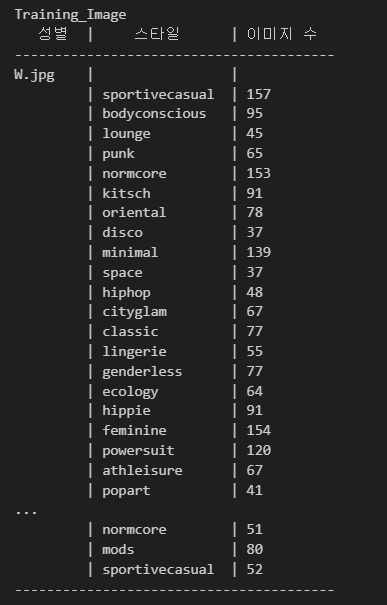 Training_Image
성별 | 스타일 | 이미지 수
----------------------------------------
W.jpg | |
| sportivecasual | 157
| bodyconscious | 95
| lounge | 45
| punk | 65
| normcore | 153
| kitsch | 91
| oriental | 78
| disco | 37
| minimal | 139
| space | 37
| hiphop | 48
| cityglam | 67
| classic | 77
| lingerie | 55
| genderless | 77
| ecology | 64
| hippie | 91
| feminine | 154
| powersuit | 120
| athleisure | 67
| popart | 41
...
| normcore | 51
| mods | 80
| sportivecasual | 52
----------------------------------------